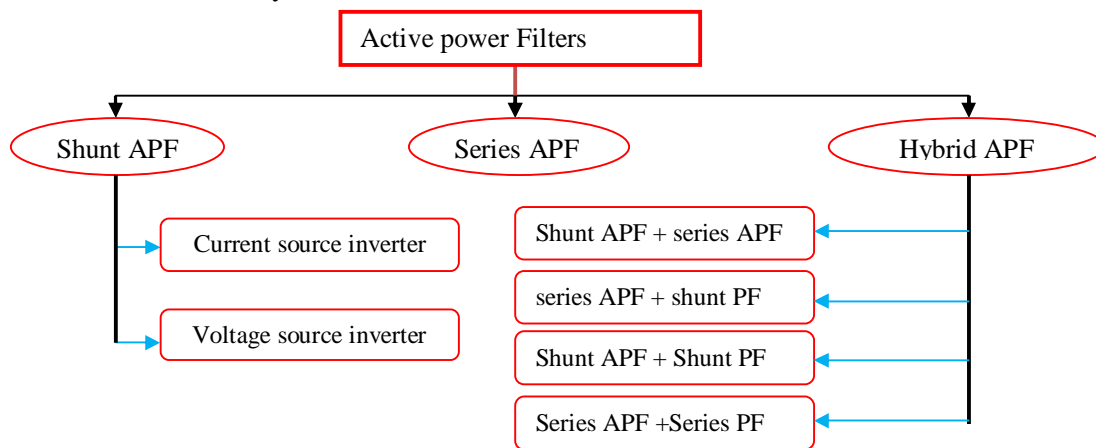 Active power Filters
Shunt APF
Series APF
Hybrid APF
Current source inverter
Voltage source inverter
Shunt APF + series APF
series APF + shunt PF
Shunt APF + Shunt PF
Series APF +Series PF